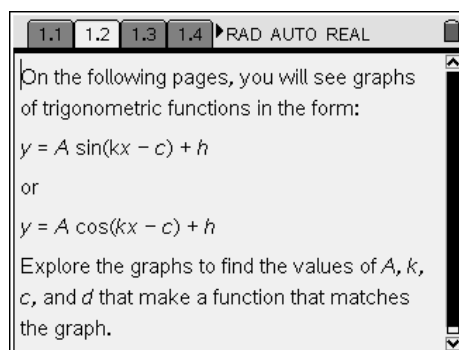 1.1 1.2 1.3 1.4 RAD AUTO REAL
On the following pages, you will see graphs
of trigonometric functions in the form:
y = A sin(kx − c) + h
or
y = A cos(kx − c) + h
Explore the graphs to find the values of A, k,
c, and d that make a function that matches
the graph.